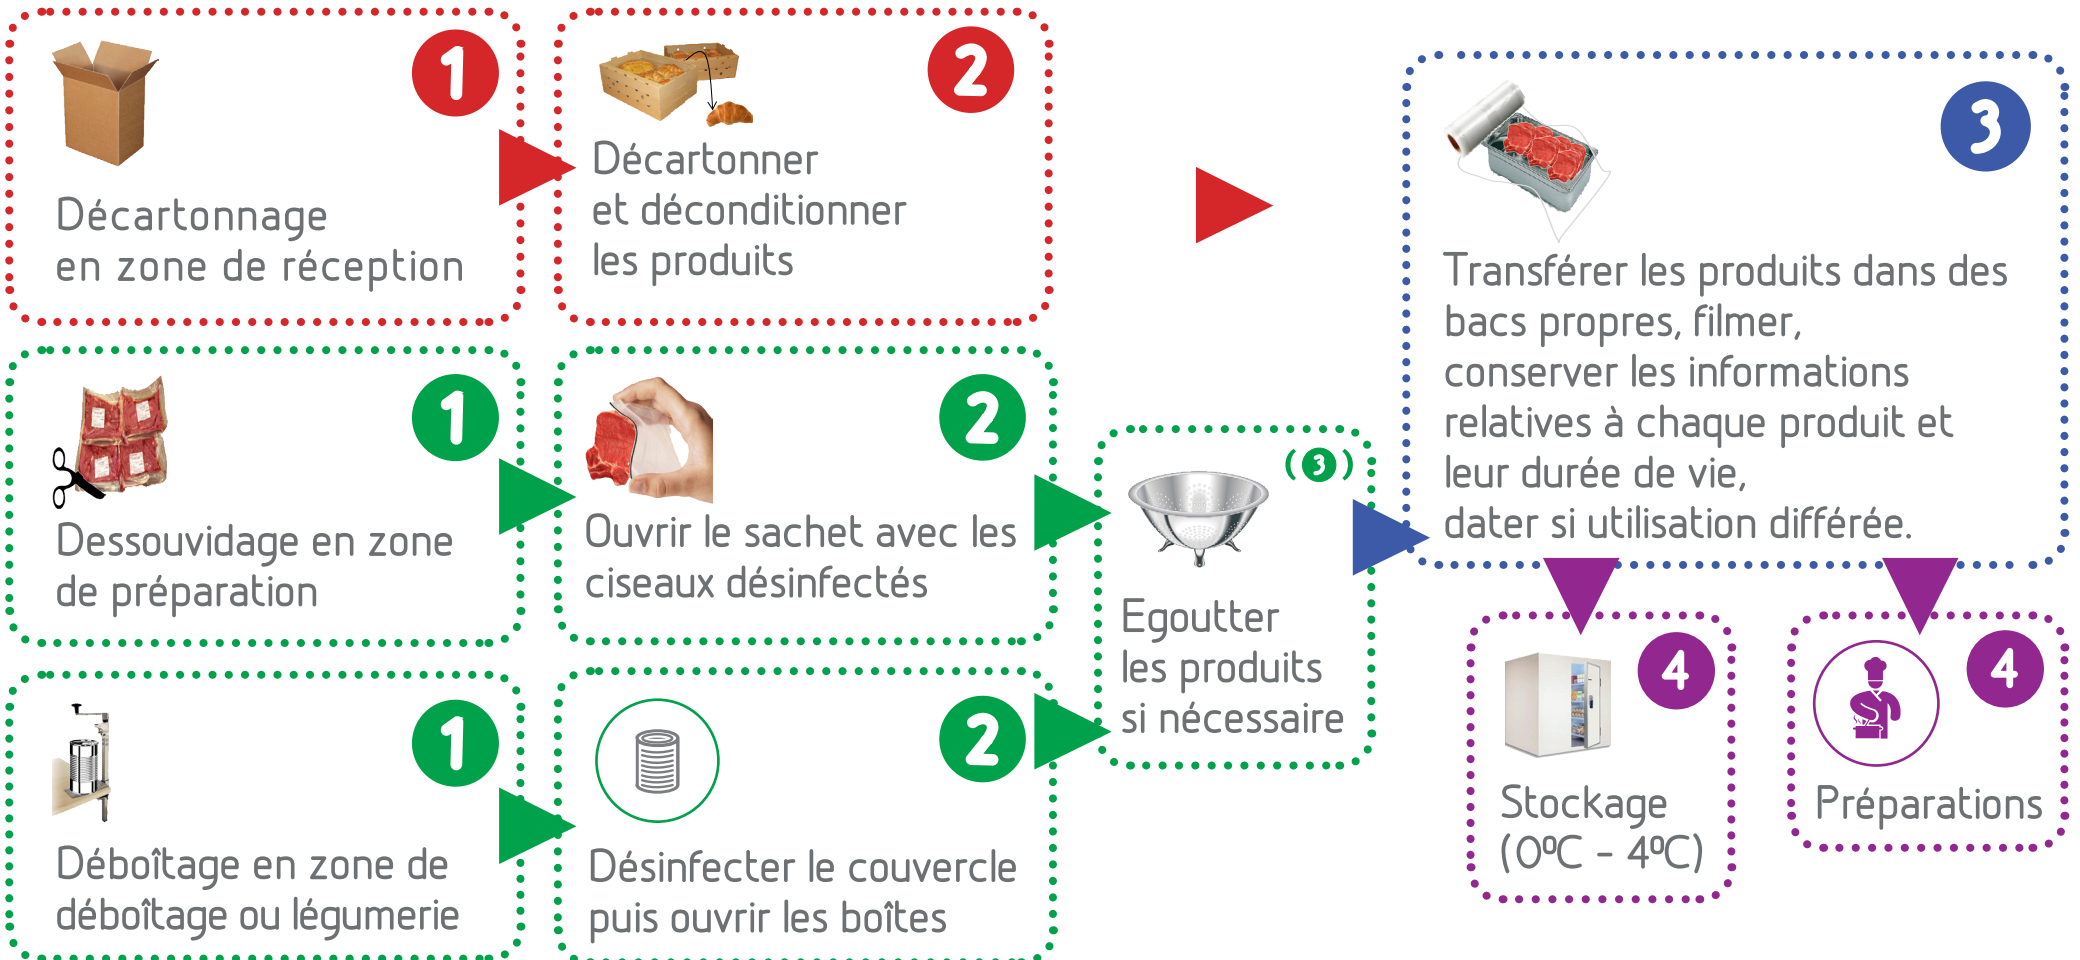 1
Décartonnage
en zone de réception
2
Décartonner
et déconditionner
les produits
3
Transférer les produits dans des
bacs propres, filmer,
conserver les informations
relatives à chaque produit et
leur durée de vie,
dater si utilisation différée.
1
Dessouvidage en zone
de préparation
2
Ouvrir le sachet avec les
ciseaux désinfectés
(3)
Egoutter
les produits
si nécessaire
1
Déboîtage en zone de
déboîtage ou légumerie
2
Désinfecter le couvercle
puis ouvrir les boîtes
4
Stockage
(0ºC - 4ºC)
4
Préparations